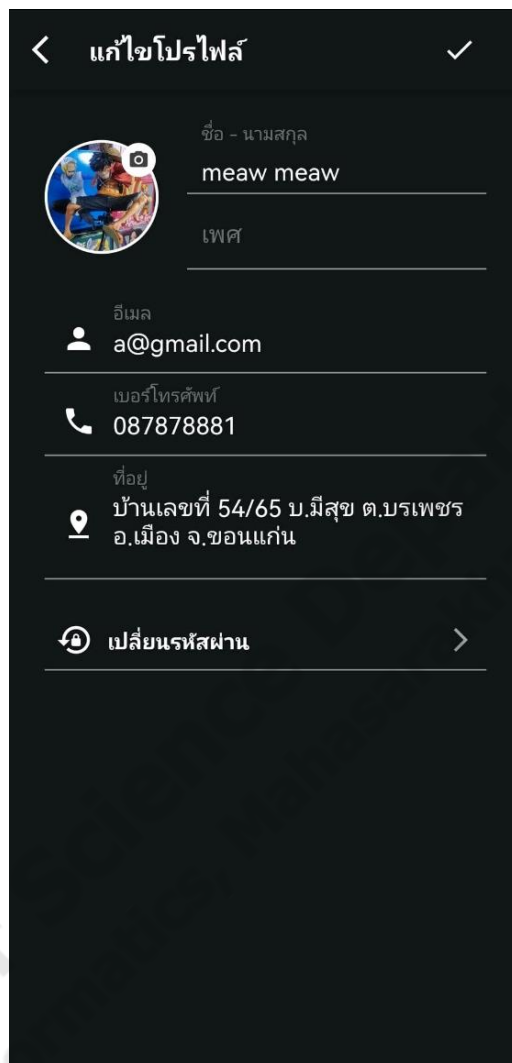 แก้ไขโปรไฟล์
ชื่อ - นามสกุล
meaw meaw
เพศ
อีเมล
a@gmail.com
เบอร์โทรศัพท์
087878881
ที่อยู่
บ้านเลขที่ 54/65 บ.มีสุข ต.บรเพชร
อ.เมือง จ.ขอนแก่น
เปลี่ยนรหัสผ่าน